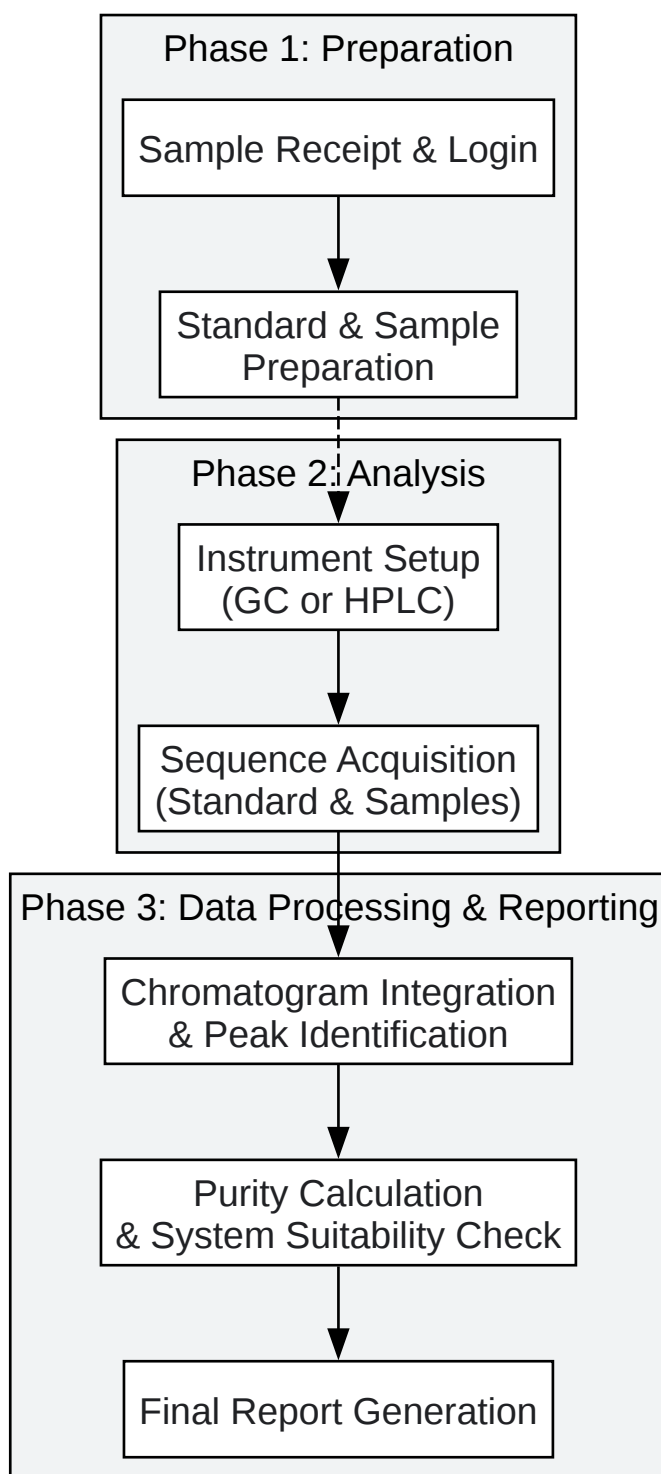 Phase 1: Preparation
Sample Receipt & Login
Standard & Sample
Preparation
Phase 2: Analysis
Instrument Setup
(GC or HPLC)
Sequence Acquisition
(Standard & Samples)
Phase 3: Data Processing & Reporting
Chromatogram Integration
& Peak Identification
Purity Calculation
& System Suitability Check
Final Report Generation